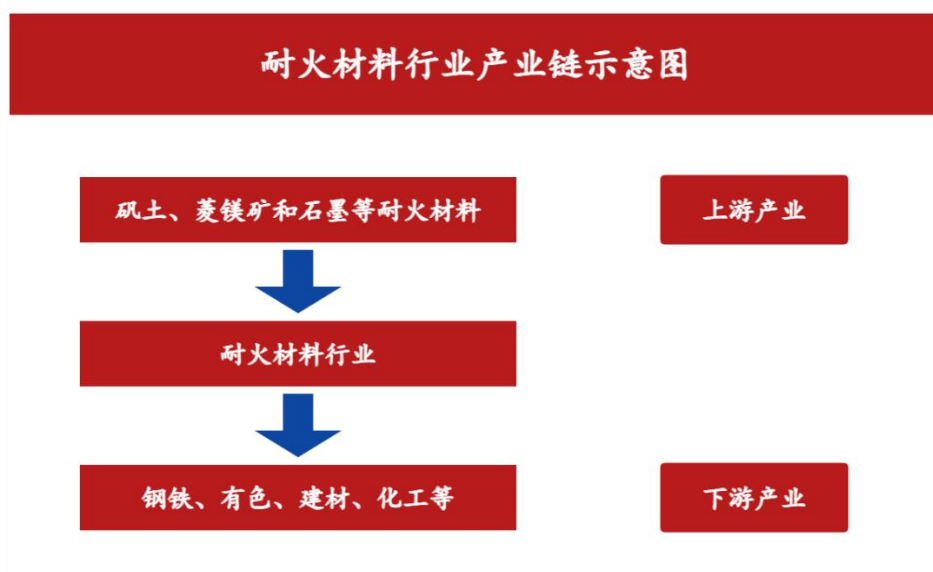 耐火材料行业产业链示意图
矾土、菱镁矿和石墨等耐火材料
上游产业
耐火材料行业
钢铁、有色、建材、化工等
下游产业